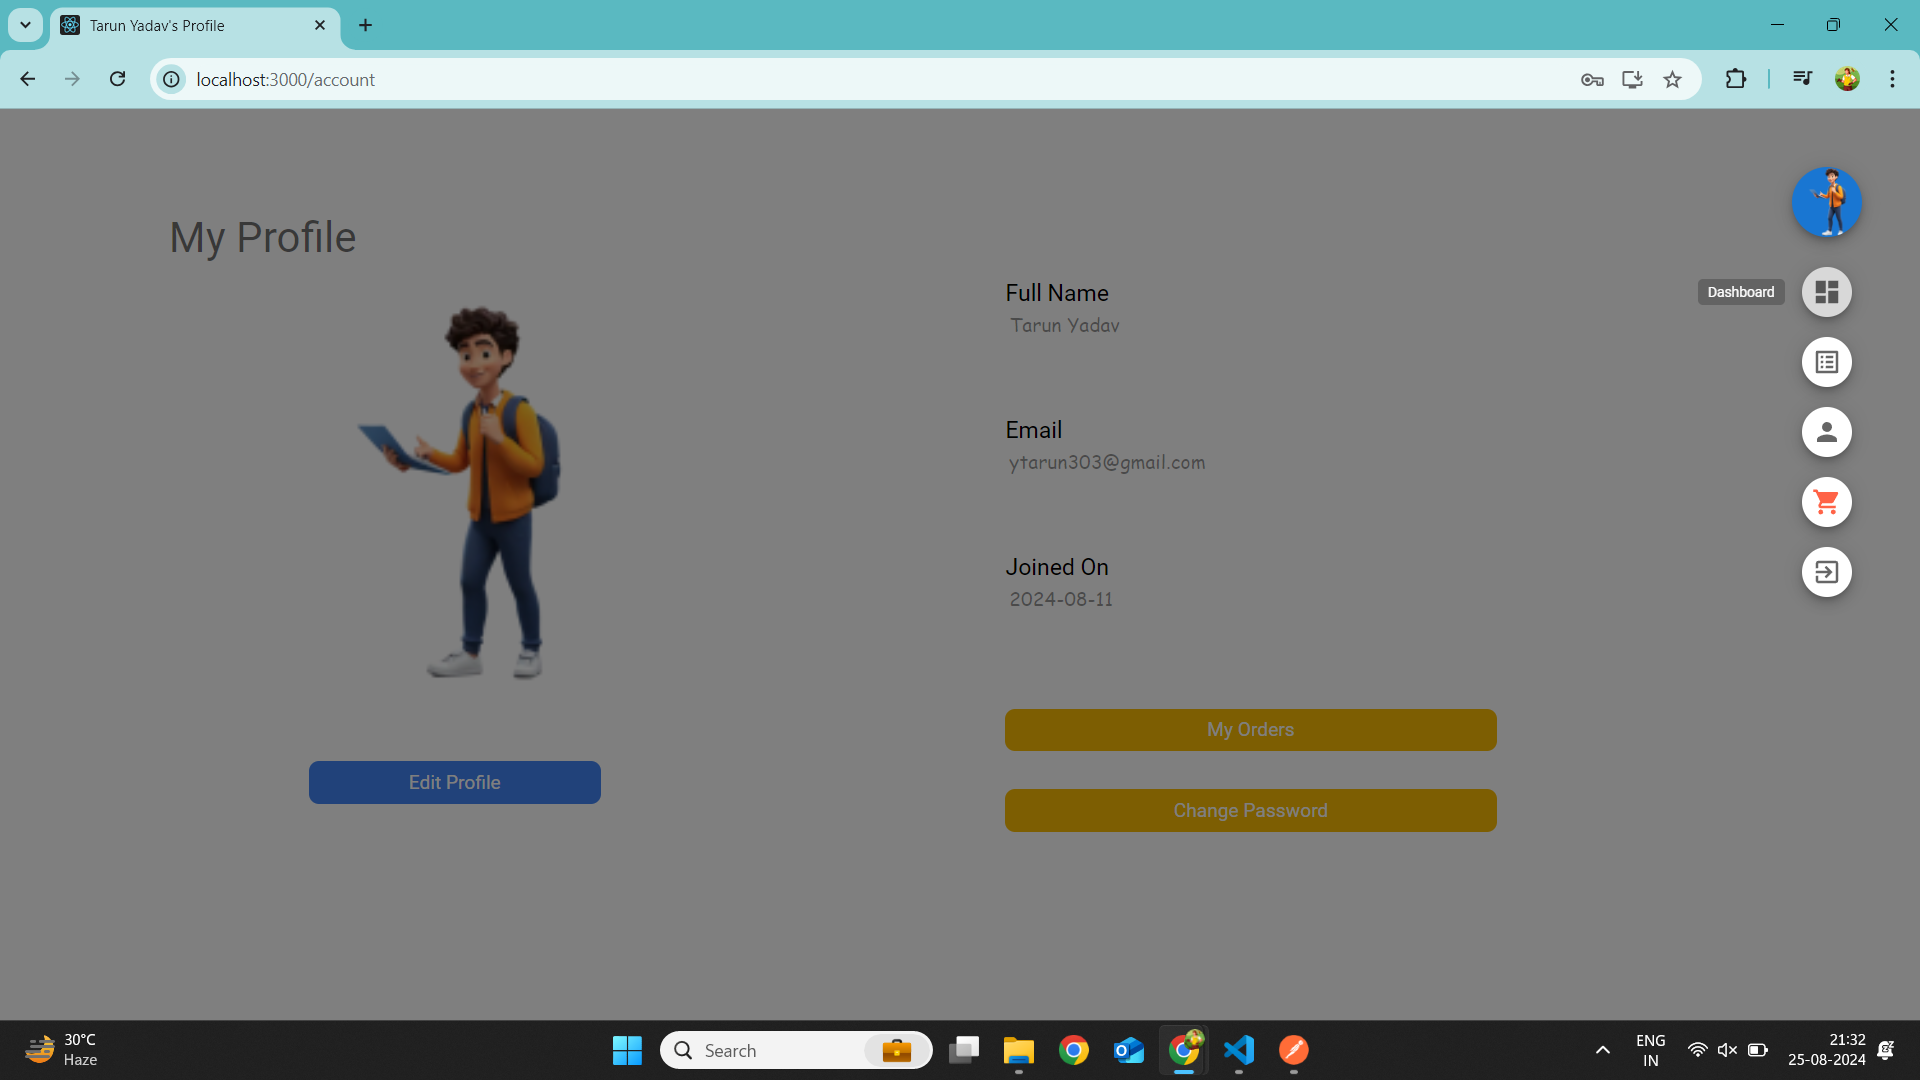 Tarun Yadav's Profile
localhost:3000/account
My Profile
Full Name
Tarun Yadav
Email
ytarun303@gmail.com
Joined On
2024-08-11
My Orders
Change Password
Edit Profile
Dashboard
30°C
Haze
Search
ENG
IN
21:32
25-08-2024